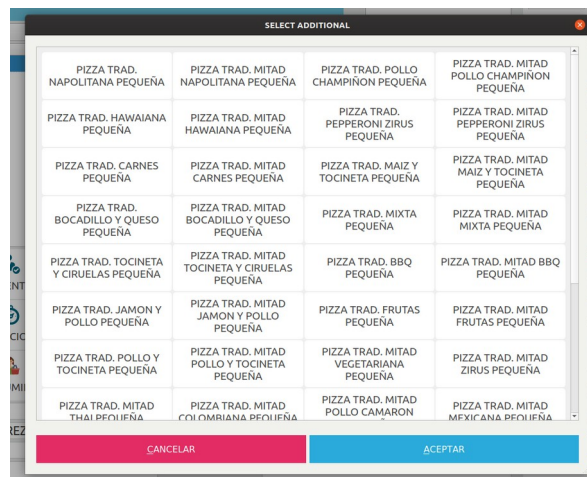 SELECT ADDITIONAL
PIZZA TRAD.
NAPOLITANA PEQUEÑA
PIZZA TRAD. MITAD
NAPOLITANA PEQUEÑA
PIZZA TRAD. POLLO
CHAMPIÑON PEQUEÑA
PIZZA TRAD. MITAD
POLLO CHAMPIÑON
PEQUEÑA
PIZZA TRAD. HAWAIANA
PEQUEÑA
PIZZA TRAD. MITAD
HAWAIANA PEQUEÑA
PIZZA TRAD.
PEPPERONI ZIRUS
PEQUEÑA
PIZZA TRAD. MITAD
PEPPERONI ZIRUS
PEQUEÑA
PIZZA TRAD. CARNES
PEQUEÑA
PIZZA TRAD. MITAD
CARNES PEQUEÑA
PIZZA TRAD. MAIZ Y
TOCINETA PEQUEÑA
PIZZA TRAD. MITAD
MAIZ Y TOCINETA
PEQUEÑA
PIZZA TRAD.
BOCADILLO Y QUESO
PEQUEÑA
PIZZA TRAD. MITAD
BOCADILLO Y QUESO
PEQUEÑA
PIZZA TRAD. MIXTA
PEQUEÑA
PIZZA TRAD. MITAD
MIXTA PEQUEÑA
PIZZA TRAD. TOCINETA
Y CIRUELAS PEQUEÑA
PIZZA TRAD. MITAD
TOCINETA Y CIRUELAS
PEQUEÑA
PIZZA TRAD. BBQ
PEQUEÑA
PIZZA TRAD. MITAD BBQ
PEQUEÑA
PIZZA TRAD. JAMON Y
POLLO PEQUEÑA
PIZZA TRAD. MITAD
JAMON Y POLLO
PEQUEÑA
PIZZA TRAD. FRUTAS
PEQUEÑA
PIZZA TRAD. MITAD
FRUTAS PEQUEÑA
PIZZA TRAD. POLLO Y
TOCINETA PEQUEÑA
PIZZA TRAD. MITAD
POLLO Y TOCINETA
PEQUEÑA
PIZZA TRAD. MITAD
VEGETARIANA
PEQUEÑA
PIZZA TRAD. MITAD
ZIRUS PEQUEÑA
PIZZA TRAD. MITAD
THAI PEQUEÑA
PIZZA TRAD. MITAD
COLOMBIANA PEQUEÑA
PIZZA TRAD. MITAD
POLLO CAMARON
PIZZA TRAD. MITAD
MEXICANA PEQUEÑA
CANCELAR
ACEPTAR